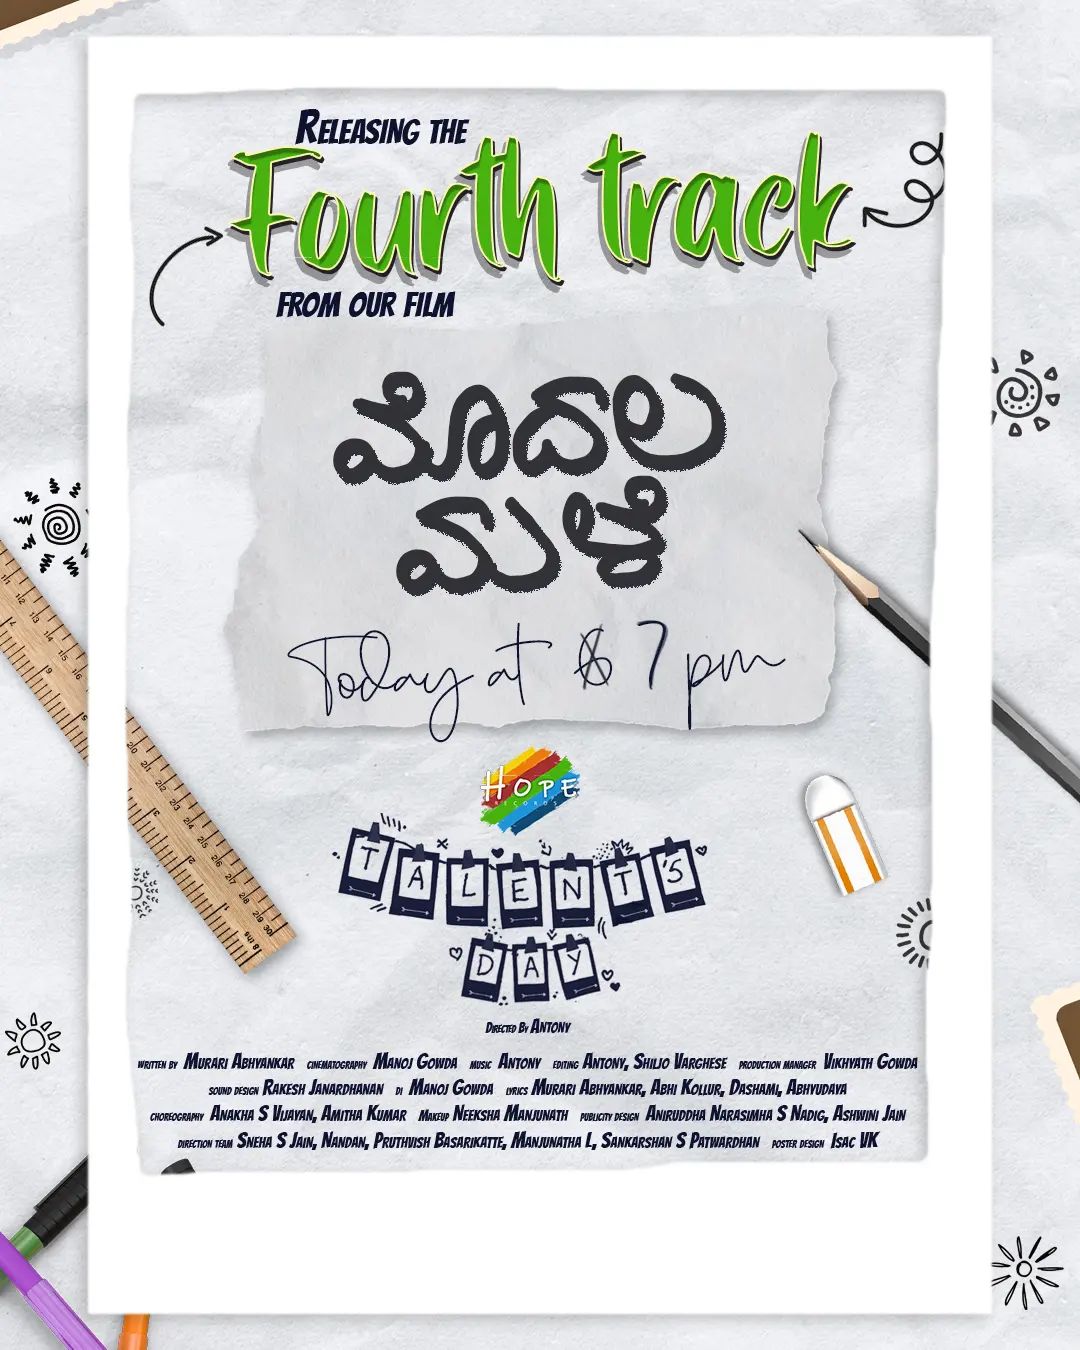 RELEASING THE
Fourth track
FROM OUR FILM
ಮೊದಾಲ
ಮಾಳೆ
Today at 6 7 pm
HOPE
RECORDS
TALENT'S
DAY
DIRECTED BY ANTONY
WRITTEN BY MURARI ABHYANKAR CINEMATOGRAPHY MANOJ GOWDA MUSIC ANTONY EDITING ANTONY, SHILJO VARGHESE PRODUCTION MANAGER VIKHYATH GOWDA
SOUND DESIGN RAKESH JANARDHANAN DI MANOJ GOWDA LYRICS MURARI ABHYANKAR, ABHI KOLLUR, DASHAMI, ABHYUDAYA
CHOREOGRAPHY ANAKHA S VIJAYAN, AMITHA KUMAR MAKEUP NEEKSHA MANJUNATH PUBLICITY DESIGN ANIRUDDHA NARASIMHA S NADIG, ASHWINI JAIN
DIRECTION TEAM SNEHA S JAIN, NANDAN, PRUTHVISH BASARIKATTE, MANJUNATHA L, SANKARSHAN S PATWARDHAN POSTER DESIGN ISAC VK